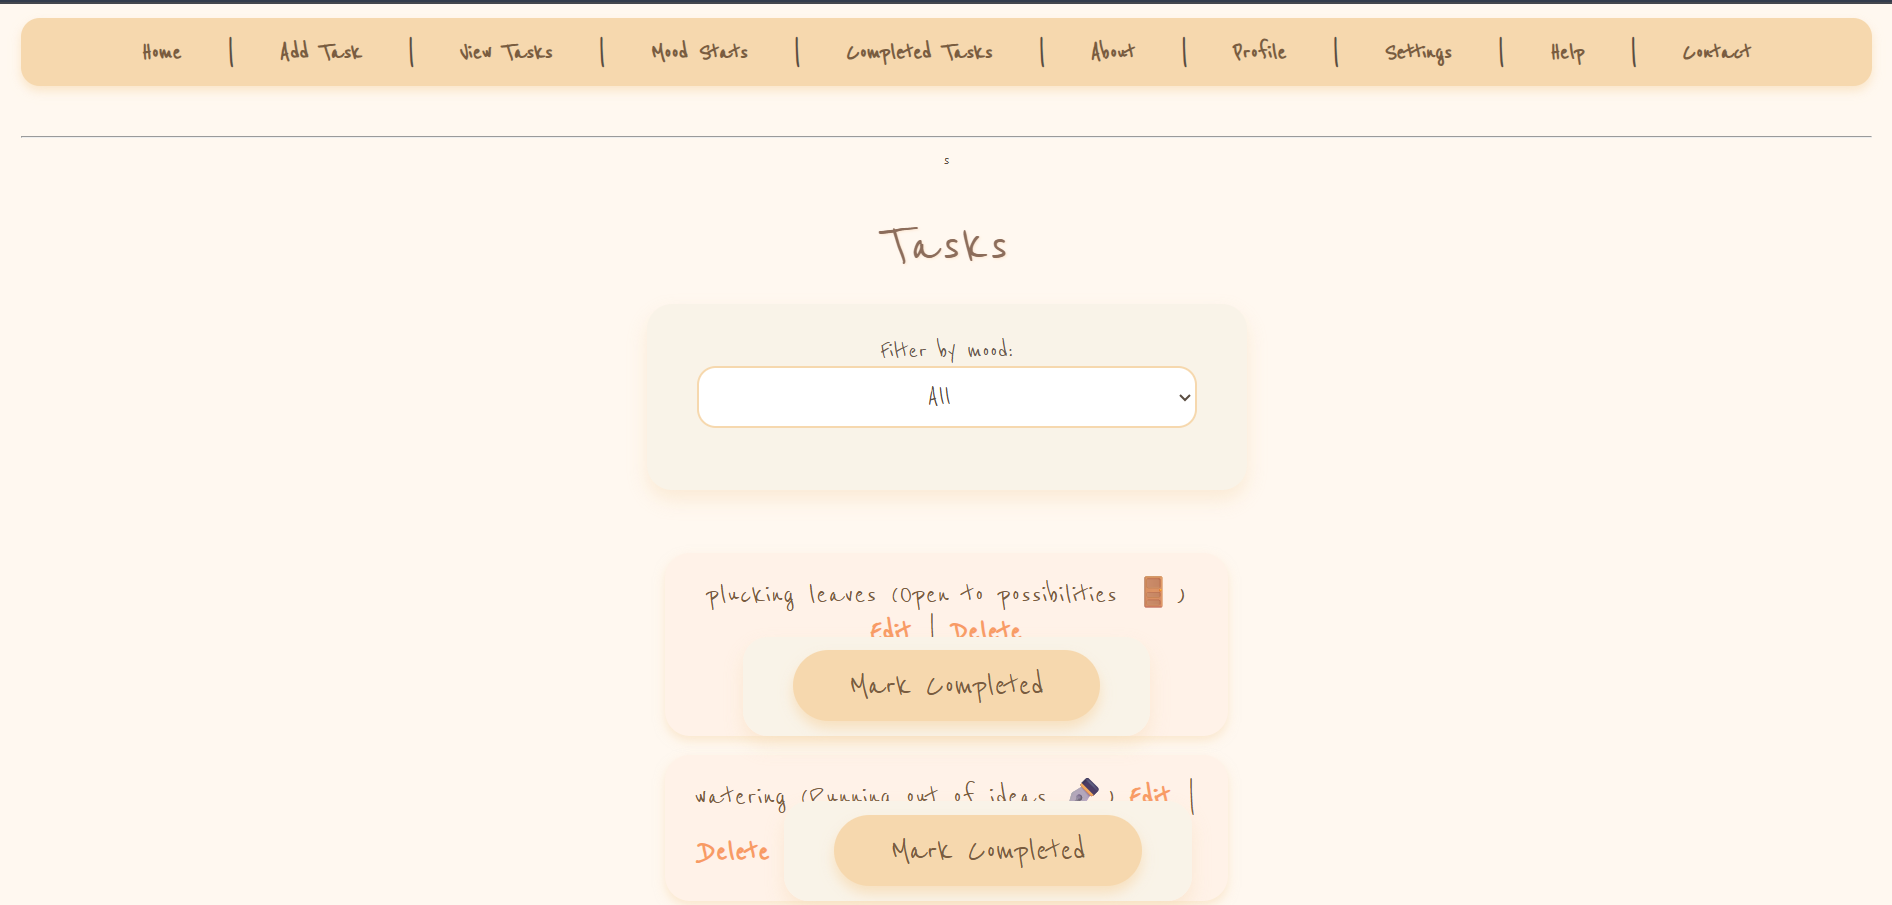 Home | Add Task | View Tasks | Mood Stats | Completed Tasks | About | Profile | Settings | Help | Contact
s
Tasks
Filter by mood:
All
plucking leaves (Open to possibilities 🚪)
Edit | Delete
Mark Completed
watering (Running out of ideas ✒️) Edit |
Delete
Mark Completed